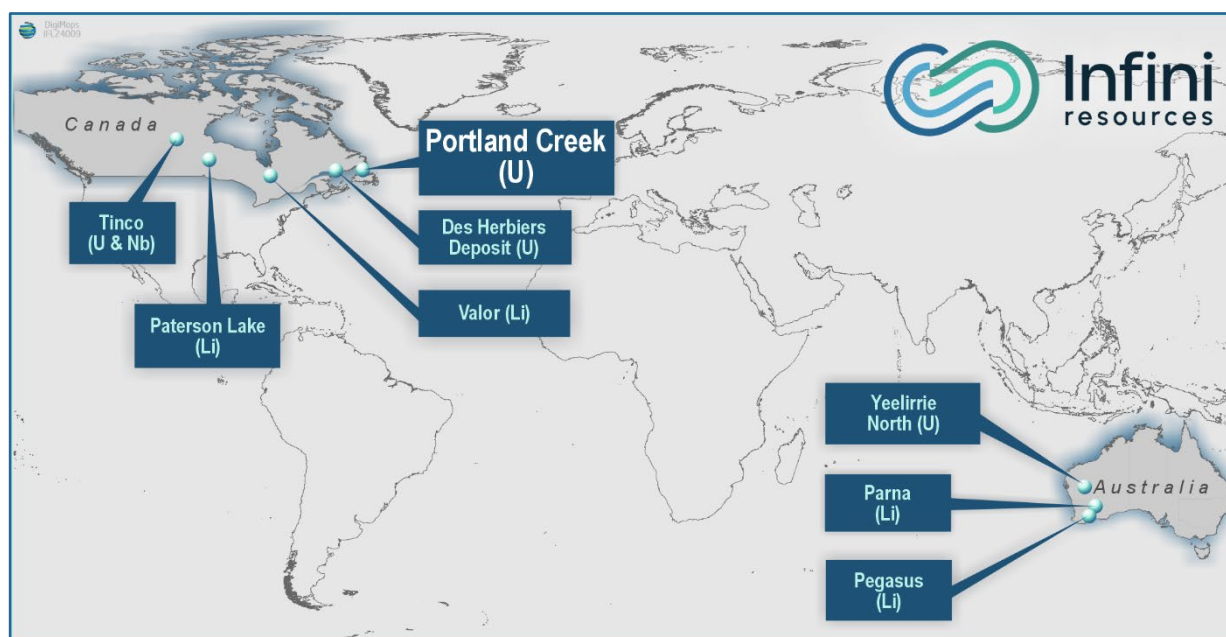 DigiMaps
IFL24009
Infini
resources
Canada
Portland Creek
(U)
Tinco
(U & Nb)
Des Herbiers
Deposit (U)
Paterson Lake
(Li)
Valor (Li)
Yeelirrie
North (U)
Australia
Parna
(Li)
Pegasus
(Li)